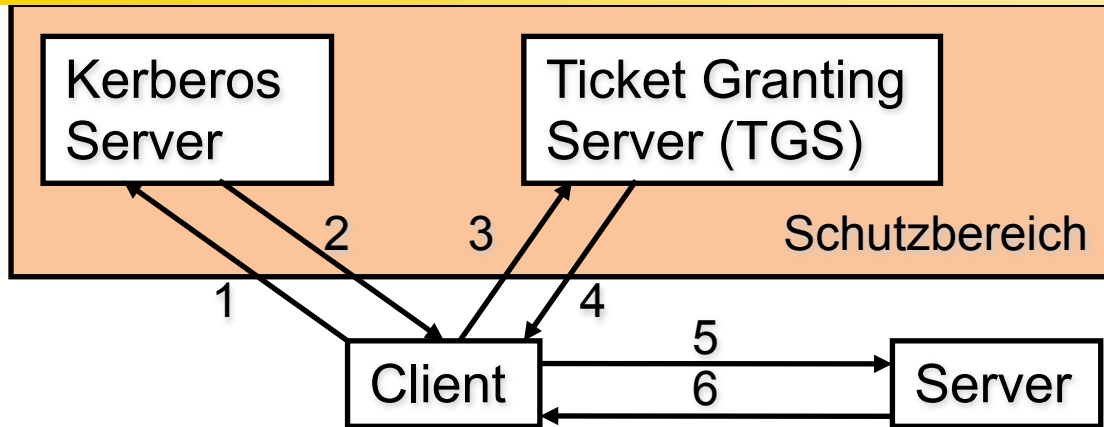 Kerberos
Server
Ticket Granting
Server (TGS)
2
3
Schutzbereich
1
4
5
Client
6
Server